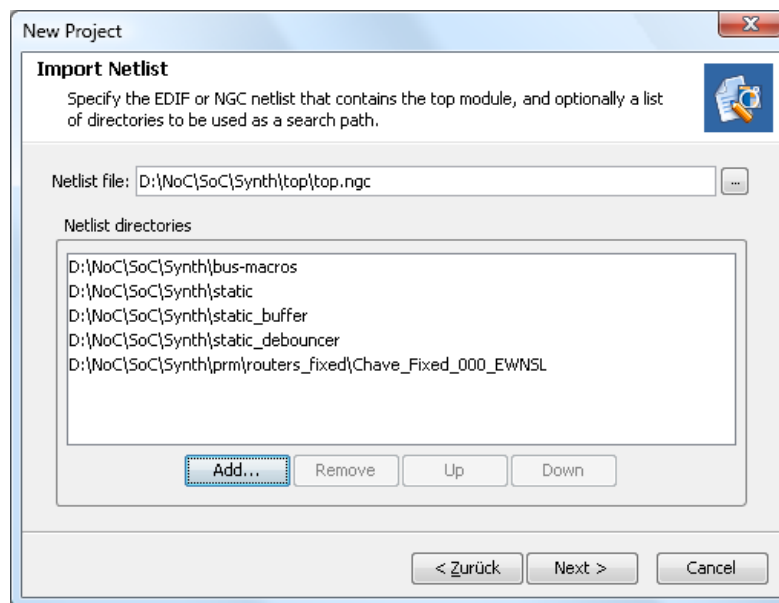 New Project
Import Netlist
Specify the EDIF or NGC netlist that contains the top module, and optionally a list
of directories to be used as a search path.
Netlist file: D:\NoC\SoC\Synth\top\top.ngc ...
Netlist directories
D:\NoC\SoC\Synth\bus-macros
D:\NoC\SoC\Synth\static
D:\NoC\SoC\Synth\static_buffer
D:\NoC\SoC\Synth\static_debouncer
D:\NoC\SoC\Synth\prm\routers_fixed\Chave_Fixed_000_EWNSL
Add... Remove Up Down
< Zurück Next > Cancel